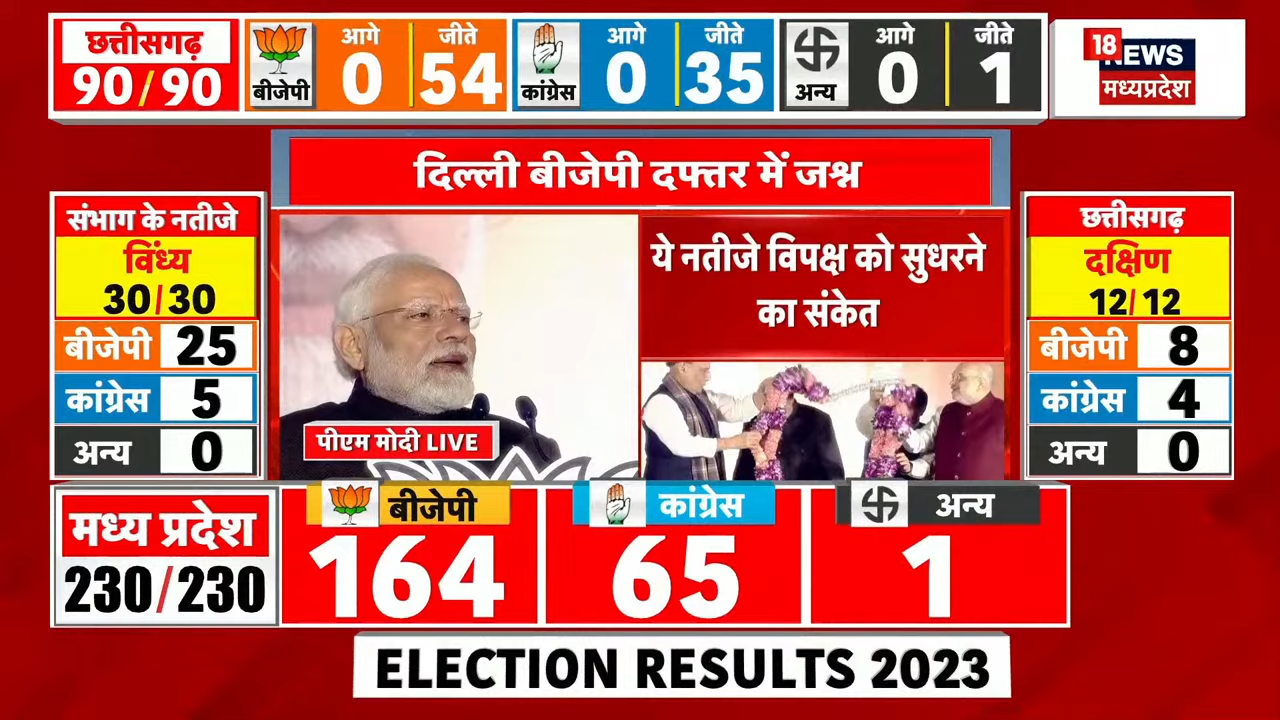 छत्तीसगढ़
90/90
बीजेपी
आगे
0
जीते
54
कांग्रेस
आगे
0
जीते
35
अन्य
आगे
0
जीते
1
18
NEWS
मध्यप्रदेश
दिल्ली बीजेपी दफ्तर में जश्न
संभाग के नतीजे
विंध्य
30/30
बीजेपी 25
कांग्रेस 5
अन्य 0
ये नतीजे विपक्ष को सुधरने
का संकेत
पीएम मोदी LIVE
छत्तीसगढ़
दक्षिण
12/12
बीजेपी 8
कांग्रेस 4
अन्य 0
मध्य प्रदेश
230/230
बीजेपी
164
कांग्रेस
65
अन्य
1
ELECTION RESULTS 2023